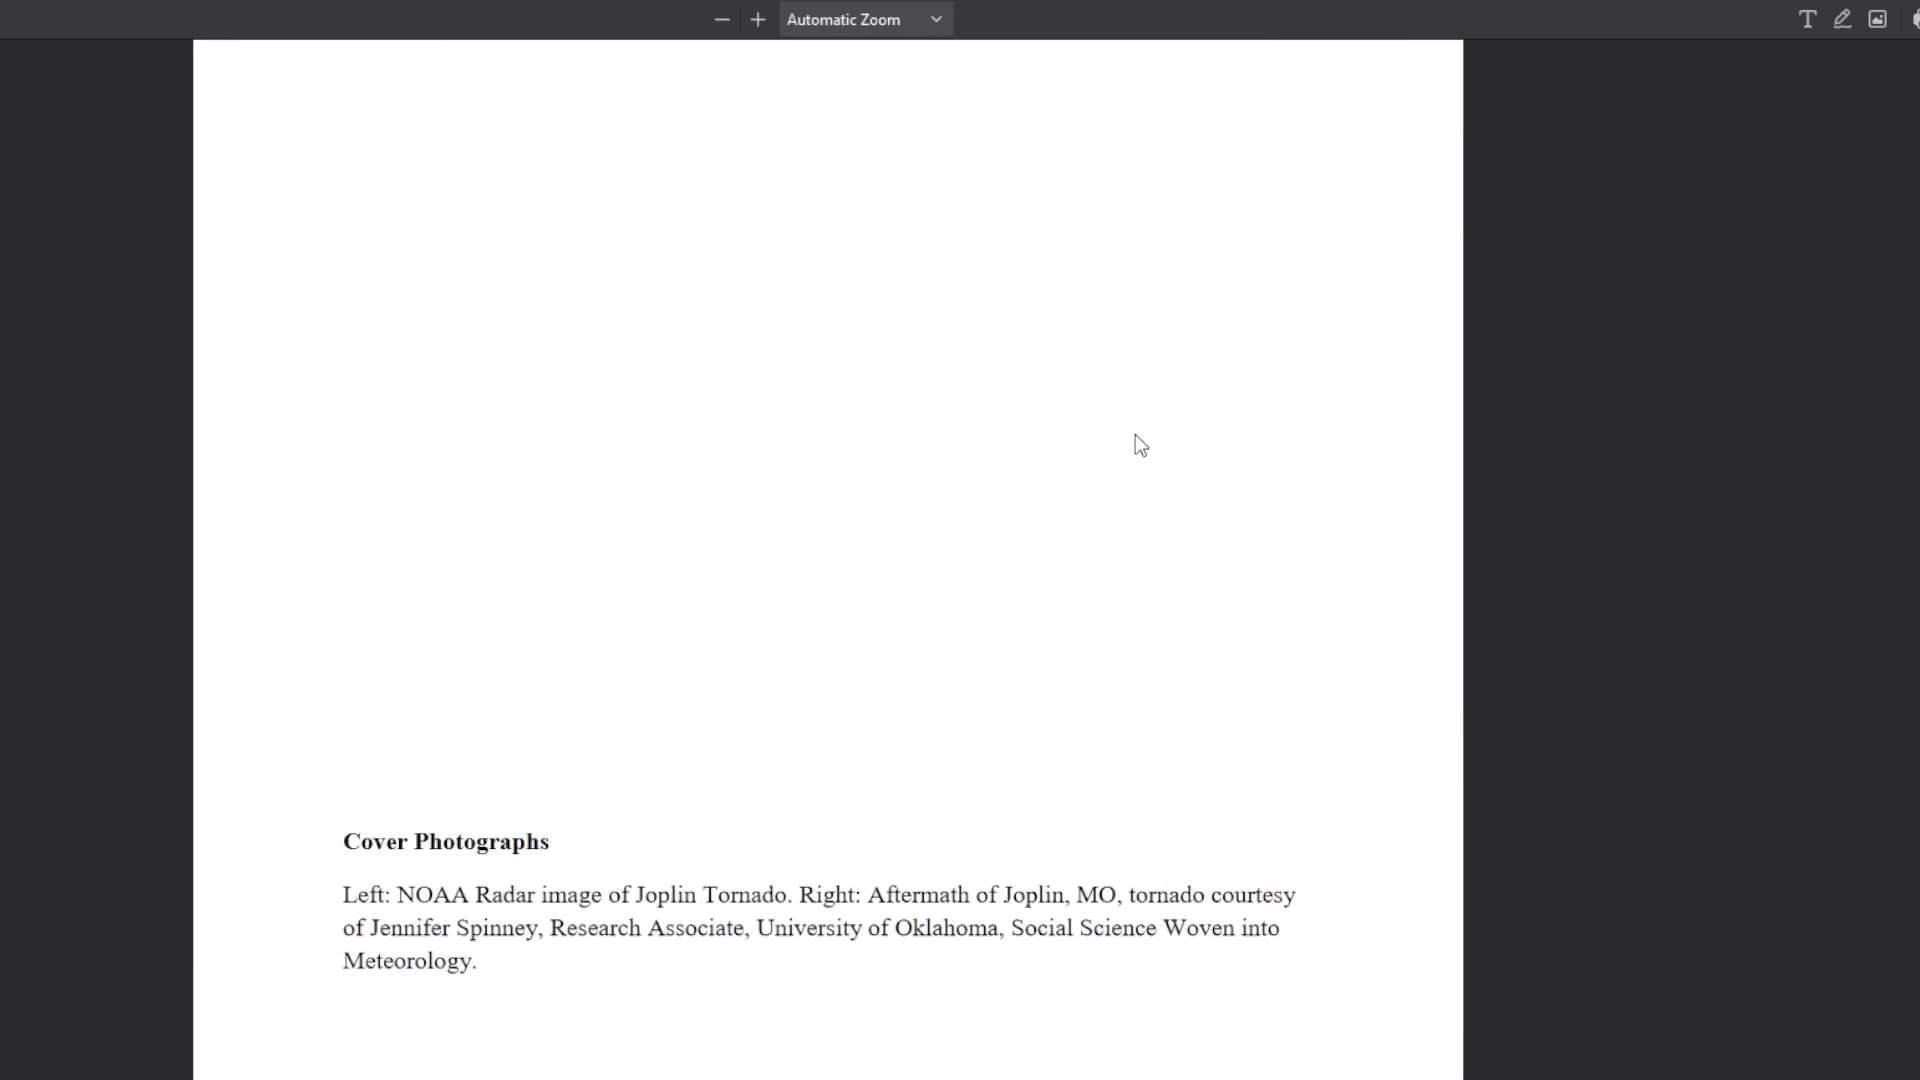 Automatic Zoom
Cover Photographs
Left: NOAA Radar image of Joplin Tornado. Right: Aftermath of Joplin, MO, tornado courtesy
of Jennifer Spinney, Research Associate, University of Oklahoma, Social Science Woven into
Meteorology.